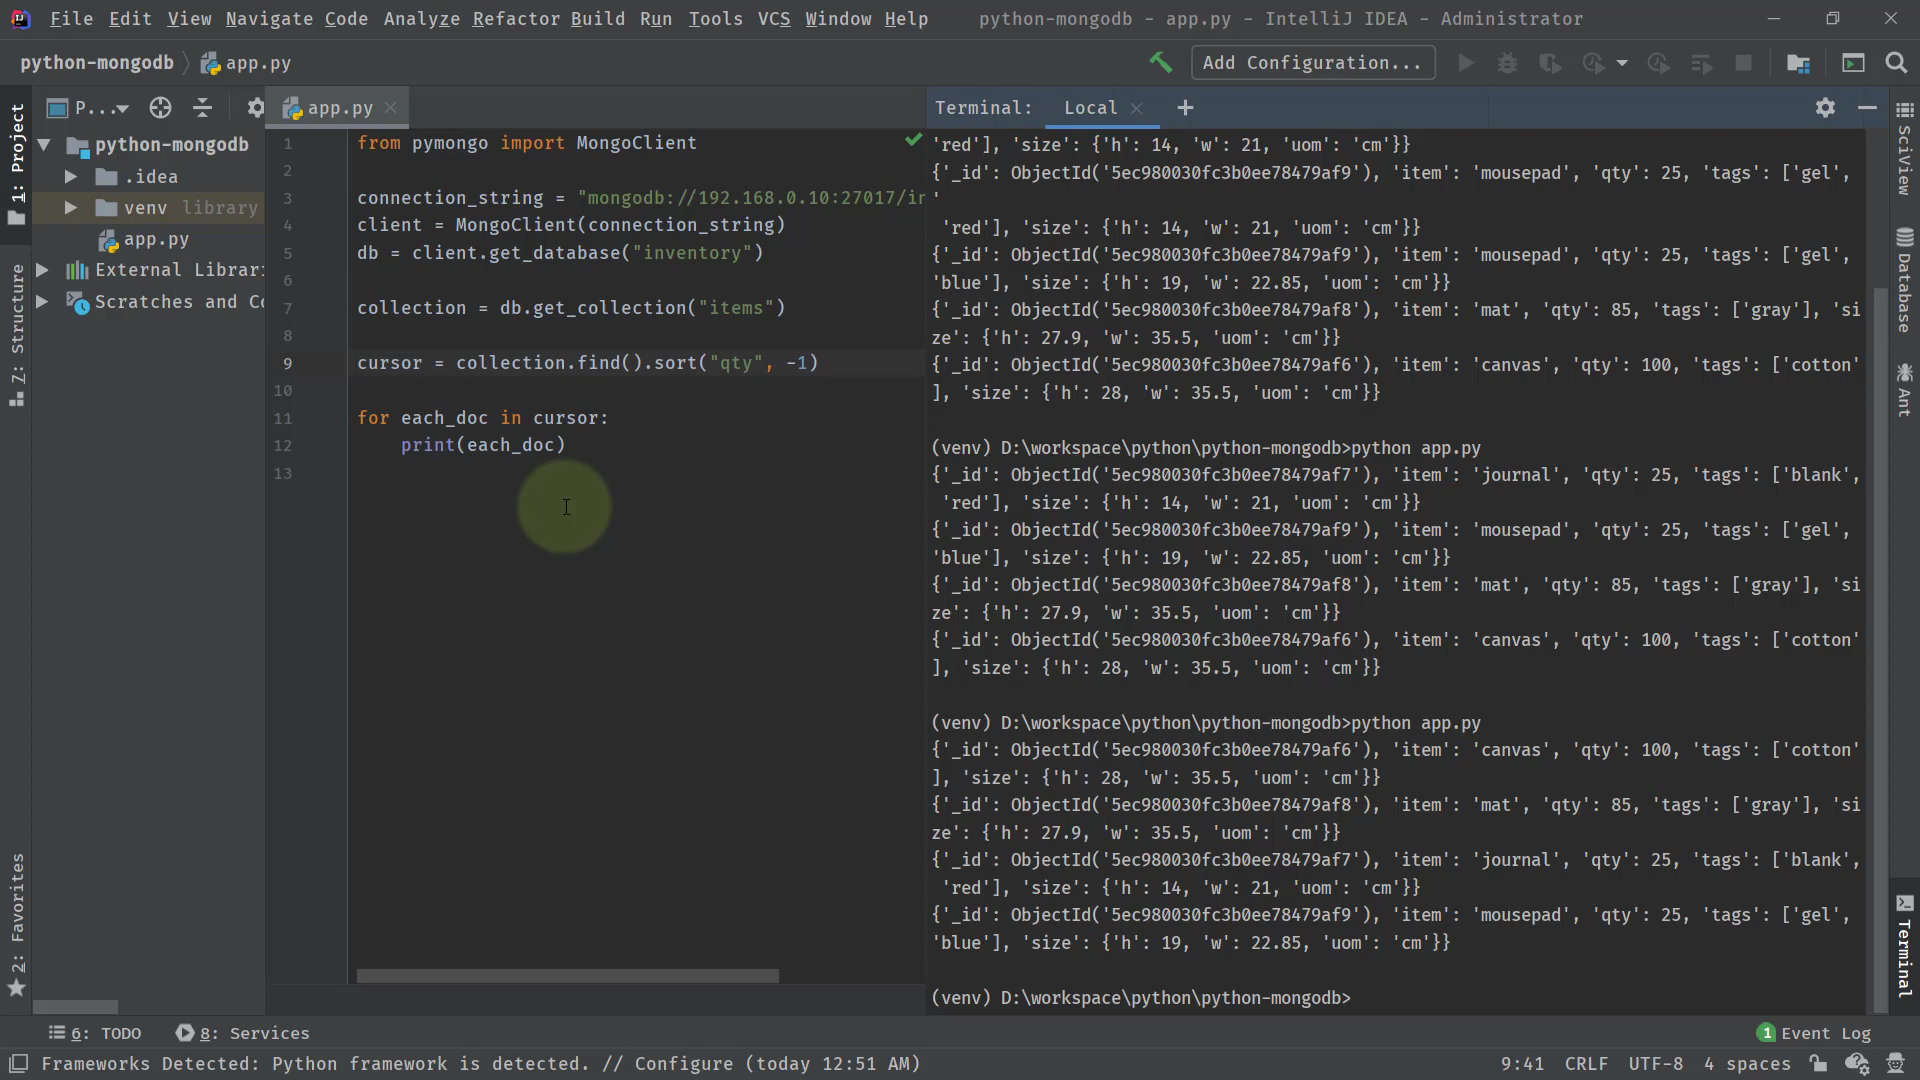 File Edit View Navigate Code Analyze Refactor Build Run Tools VCS Window Help python-mongodb - app.py - IntelliJ IDEA - Administrator
python-mongodb app.py Add Configuration...
1: Project
Z: Structure
2: Favorites
P...
python-mongodb
.idea
venv library
app.py
External Librari
Scratches and Co
app.py
1 from pymongo import MongoClient
2
3 connection_string = "mongodb://192.168.0.10:27017/in
4 client = MongoClient(connection_string)
5 db = client.get_database("inventory")
6
7 collection = db.get_collection("items")
8
9 cursor = collection.find().sort("qty", -1)
10
11 for each_doc in cursor:
12 print(each_doc)
13
Terminal: Local
'red'], 'size': {'h': 14, 'w': 21, 'uom': 'cm'}}
{'_id': ObjectId('5ec980030fc3b0ee78479af9'), 'item': 'mousepad', 'qty': 25, 'tags': ['gel',
'
'red'], 'size': {'h': 14, 'w': 21, 'uom': 'cm'}}
{'_id': ObjectId('5ec980030fc3b0ee78479af9'), 'item': 'mousepad', 'qty': 25, 'tags': ['gel',
'blue'], 'size': {'h': 19, 'w': 22.85, 'uom': 'cm'}}
{'_id': ObjectId('5ec980030fc3b0ee78479af8'), 'item': 'mat', 'qty': 85, 'tags': ['gray'], 'si
ze': {'h': 27.9, 'w': 35.5, 'uom': 'cm'}}
{'_id': ObjectId('5ec980030fc3b0ee78479af6'), 'item': 'canvas', 'qty': 100, 'tags': ['cotton'
], 'size': {'h': 28, 'w': 35.5, 'uom': 'cm'}}
(venv) D:\workspace\python\python-mongodb>python app.py
{'_id': ObjectId('5ec980030fc3b0ee78479af7'), 'item': 'journal', 'qty': 25, 'tags': ['blank',
'red'], 'size': {'h': 14, 'w': 21, 'uom': 'cm'}}
{'_id': ObjectId('5ec980030fc3b0ee78479af9'), 'item': 'mousepad', 'qty': 25, 'tags': ['gel',
'blue'], 'size': {'h': 19, 'w': 22.85, 'uom': 'cm'}}
{'_id': ObjectId('5ec980030fc3b0ee78479af8'), 'item': 'mat', 'qty': 85, 'tags': ['gray'], 'si
ze': {'h': 27.9, 'w': 35.5, 'uom': 'cm'}}
{'_id': ObjectId('5ec980030fc3b0ee78479af6'), 'item': 'canvas', 'qty': 100, 'tags': ['cotton'
], 'size': {'h': 28, 'w': 35.5, 'uom': 'cm'}}
(venv) D:\workspace\python\python-mongodb>python app.py
{'_id': ObjectId('5ec980030fc3b0ee78479af6'), 'item': 'canvas', 'qty': 100, 'tags': ['cotton'
], 'size': {'h': 28, 'w': 35.5, 'uom': 'cm'}}
{'_id': ObjectId('5ec980030fc3b0ee78479af8'), 'item': 'mat', 'qty': 85, 'tags': ['gray'], 'si
ze': {'h': 27.9, 'w': 35.5, 'uom': 'cm'}}
{'_id': ObjectId('5ec980030fc3b0ee78479af7'), 'item': 'journal', 'qty': 25, 'tags': ['blank',
'red'], 'size': {'h': 14, 'w': 21, 'uom': 'cm'}}
{'_id': ObjectId('5ec980030fc3b0ee78479af9'), 'item': 'mousepad', 'qty': 25, 'tags': ['gel',
'blue'], 'size': {'h': 19, 'w': 22.85, 'uom': 'cm'}}
(venv) D:\workspace\python\python-mongodb>
SciView
Database
Ant
Terminal
6: TODO 8: Services 1 Event Log
Frameworks Detected: Python framework is detected. // Configure (today 12:51 AM) 9:41 CRLF UTF-8 4 spaces